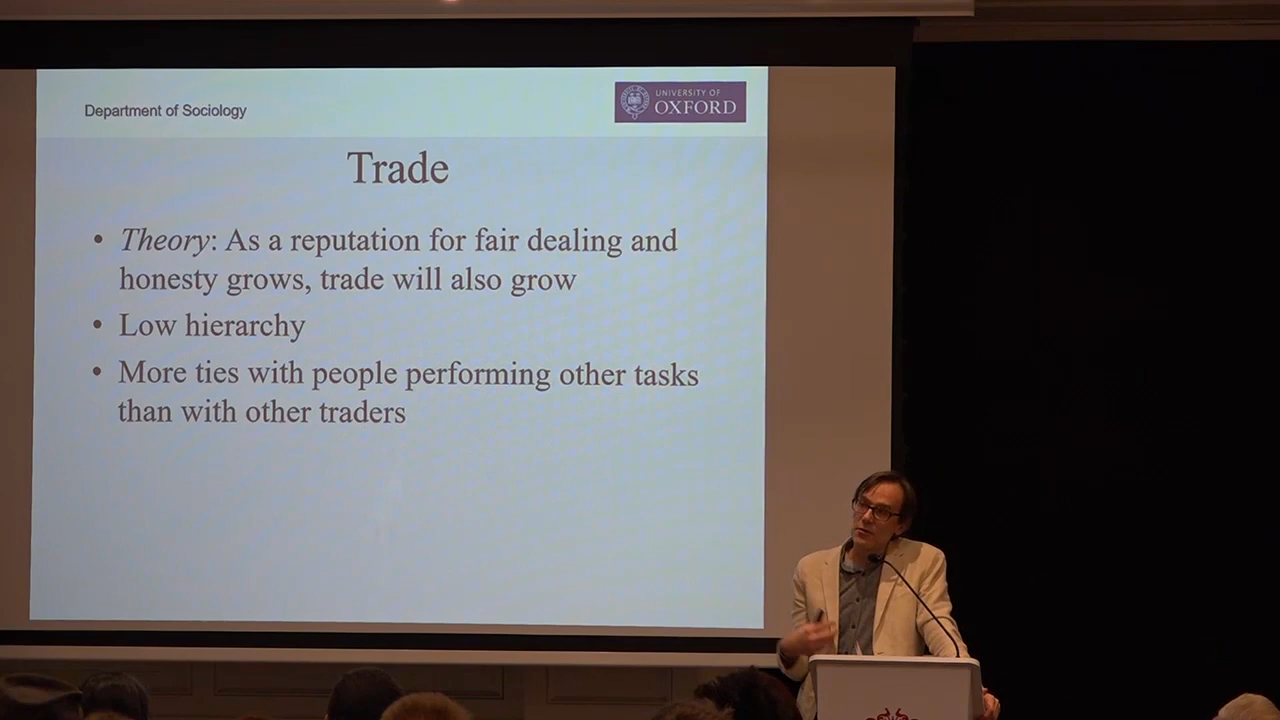 Department of Sociology
UNIVERSITY OF
OXFORD
Trade
• Theory: As a reputation for fair dealing and
honesty grows, trade will also grow
• Low hierarchy
• More ties with people performing other tasks
than with other traders